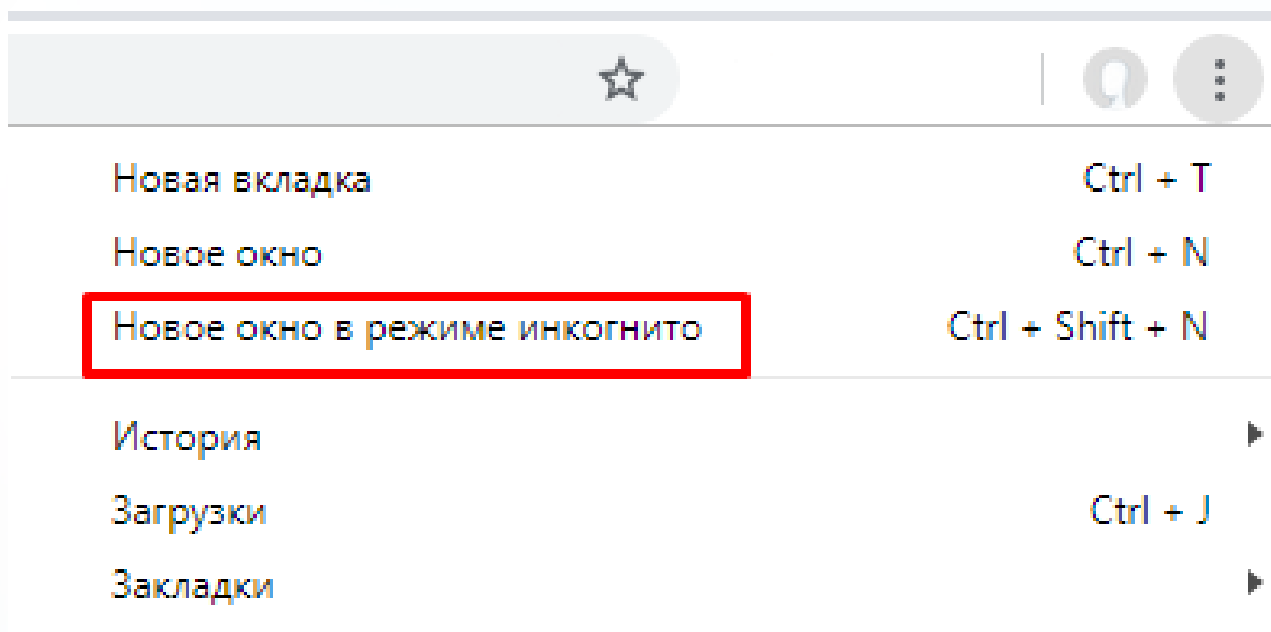 Новая вкладка Ctrl + T
Новое окно Ctrl + N
Новое окно в режиме инкогнито Ctrl + Shift + N
История
Загрузки Ctrl + J
Закладки